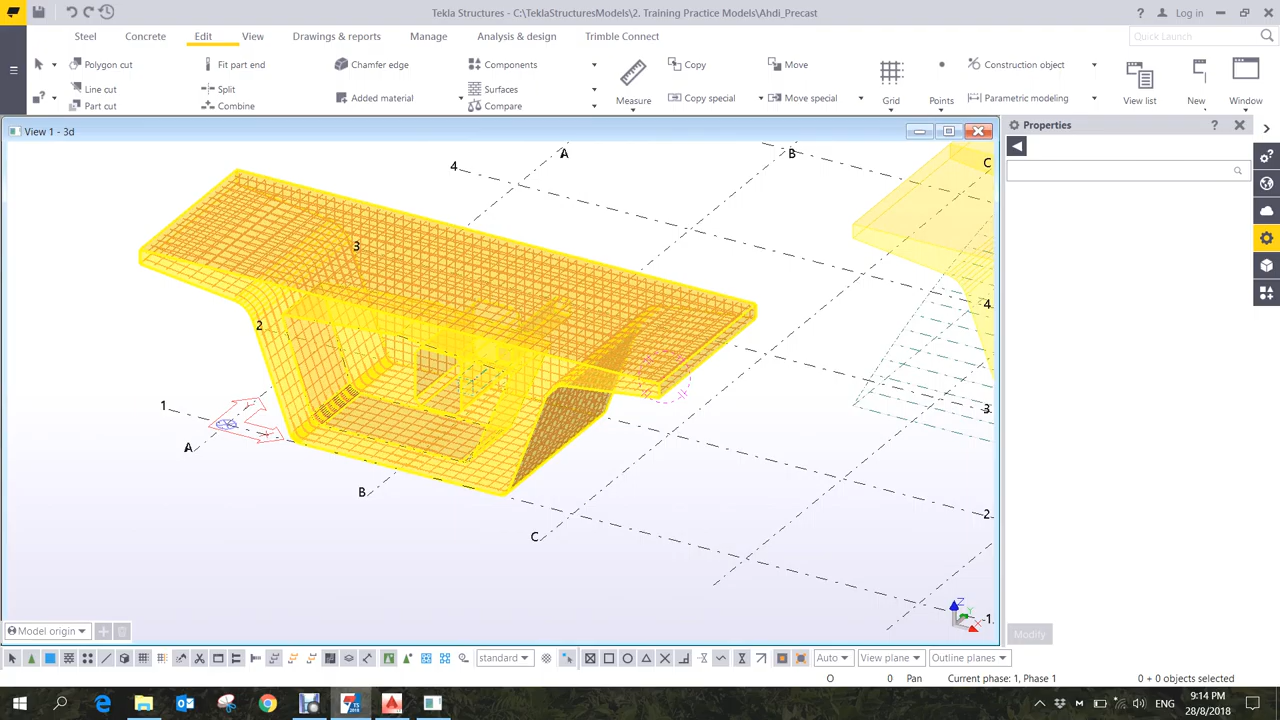 Tekla Structures - C:\TeklaStructuresModels\2. Training Practice Models\Ahdi_Precast
? Log in
Steel Concrete Edit View Drawings & reports Manage Analysis & design Trimble Connect
Quick Launch
Polygon cut Fit part end Chamfer edge Components Copy Move Construction object
Line cut Split Surfaces
Added material Copy special Move special Parametric modeling
Part cut Combine Compare
Measure Grid Points View list New Window
View 1 - 3d
Properties ?
4 A B C
3
2
4
1
A
3
B
C
2
1
Z
Y
X
Model origin
Modify
standard Auto View plane Outline planes
O 0 Pan Current phase: 1, Phase 1 0 + 0 objects selected
TS
2018
ENG
9:14 PM
28/8/2018